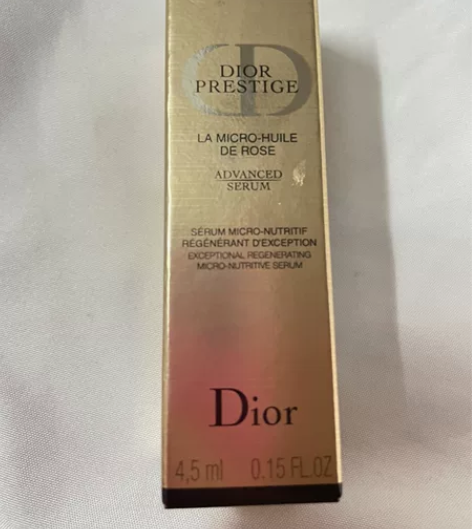 DIOR
PRESTIGE
LA MICRO-HUILE
DE ROSE
ADVANCED
SERUM
SÉRUM MICRO-NUTRITIF
RÉGÉNÉRANT D'EXCEPTION
EXCEPTIONAL REGENERATING
MICRO-NUTRITIVE SERUM
Dior
4,5 ml 0.15 FL.OZ